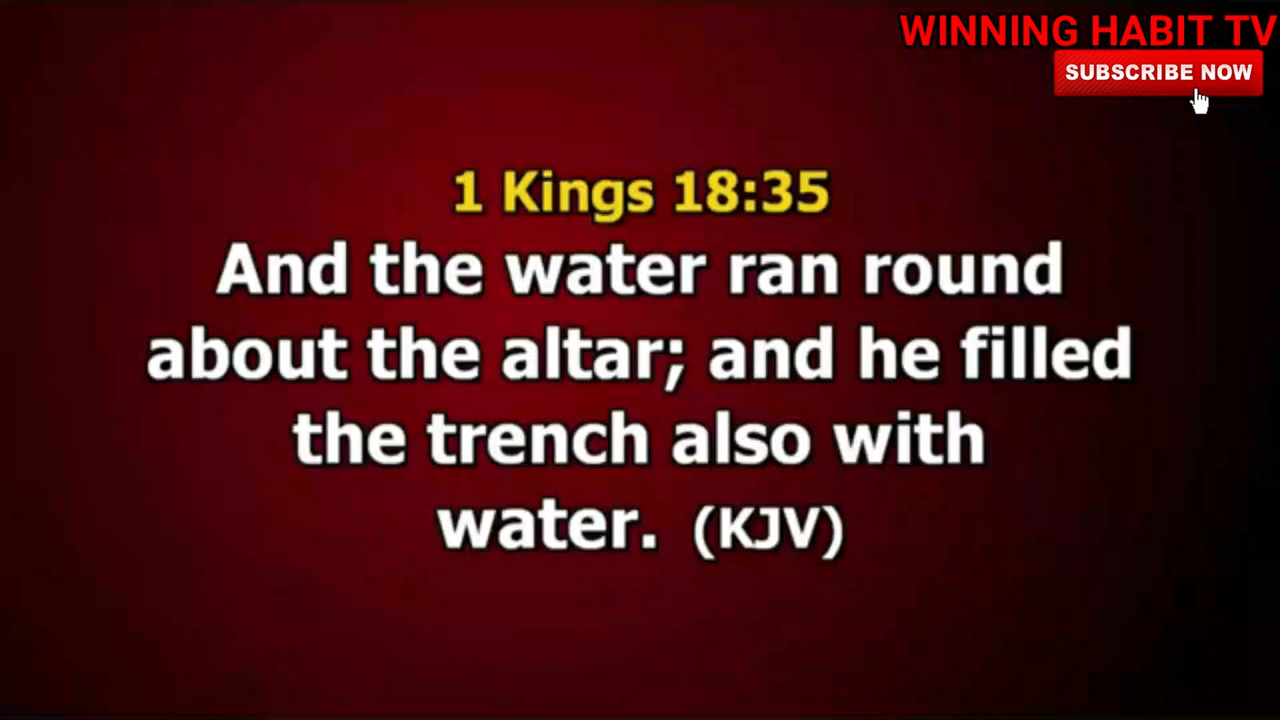 WINNING HABIT TV
SUBSCRIBE NOW
1 Kings 18:35
And the water ran round
about the altar; and he filled
the trench also with
water. (KJV)